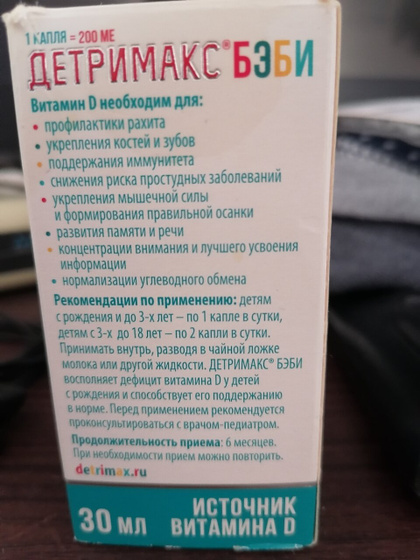 1 КАПЛЯ = 200 МЕ
ДЕТРИМАКС® БЭБИ
Витамин D необходим для:
• профилактики рахита
• укрепления костей и зубов
• поддержания иммунитета
• снижения риска простудных заболеваний
• укрепления мышечной силы
и формирования правильной осанки
• развития памяти и речи
• концентрации внимания и лучшего усвоения
информации
• нормализации углеводного обмена
Рекомендации по применению: детям
с рождения и до 3-х лет – по 1 капле в сутки,
детям с 3-х до 18 лет – по 2 капли в сутки.
Принимать внутрь, разводя в чайной ложке
молока или другой жидкости. ДЕТРИМАКС® БЭБИ
восполняет дефицит витамина D у детей
с рождения и способствует его поддержанию
в норме. Перед применением рекомендуется
проконсультироваться с врачом-педиатром.
Продолжительность приема: 6 месяцев.
При необходимости прием можно повторить.
detrimax.ru
30 МЛ
ИСТОЧНИК
ВИТАМИНА D